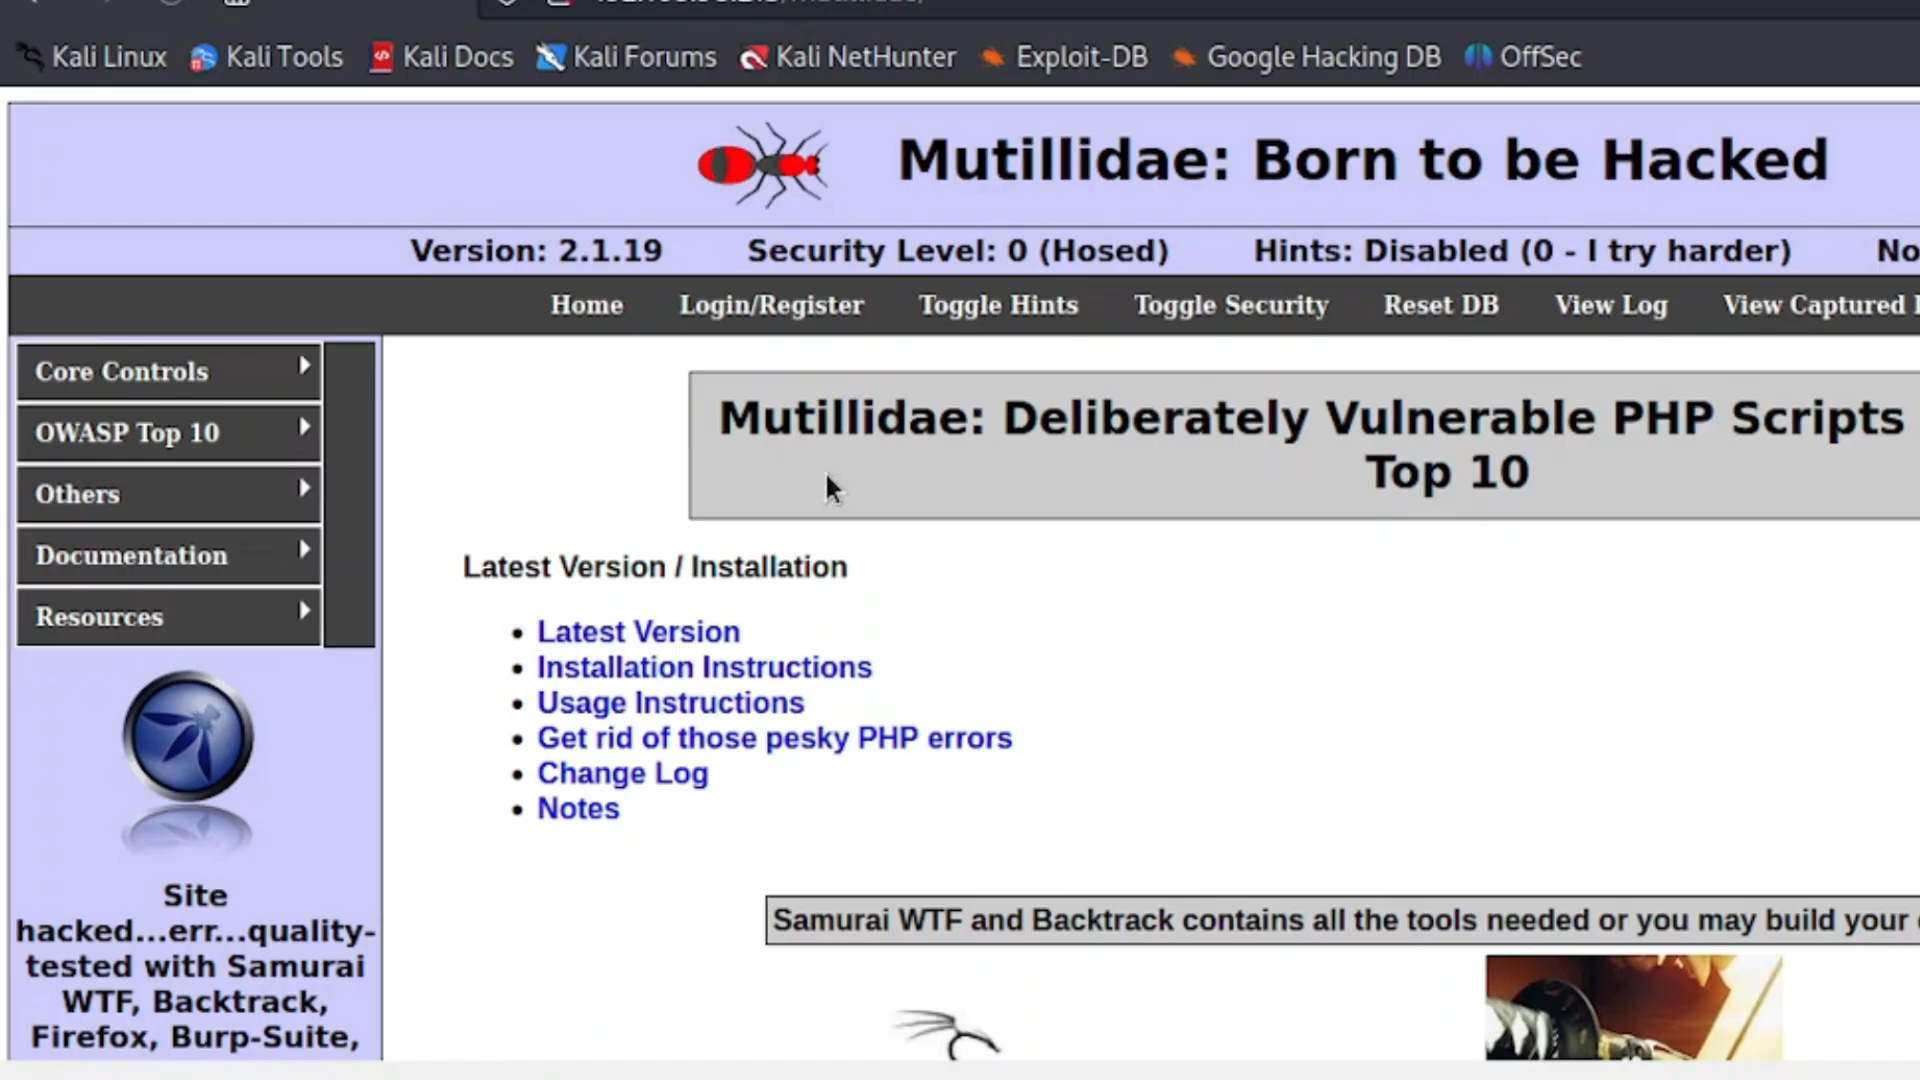 Kali Linux Kali Tools Kali Docs Kali Forums Kali NetHunter Exploit-DB Google Hacking DB OffSec
Mutillidae: Born to be Hacked
Version: 2.1.19 Security Level: 0 (Hosed) Hints: Disabled (0 - I try harder) No
Home Login/Register Toggle Hints Toggle Security Reset DB View Log View Captured
Core Controls
OWASP Top 10
Others
Documentation
Resources
Mutillidae: Deliberately Vulnerable PHP Scripts
Top 10
Latest Version / Installation
Latest Version
Installation Instructions
Usage Instructions
Get rid of those pesky PHP errors
Change Log
Notes
Samurai WTF and Backtrack contains all the tools needed or you may build your
Site
hacked...err...quality-
tested with Samurai
WTF, Backtrack,
Firefox, Burp-Suite,